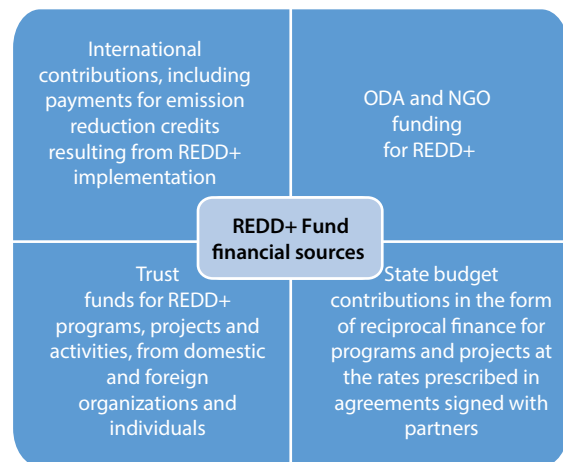 International
contributions, including
payments for emission
reduction credits
resulting from REDD+
implementation
ODA and NGO
funding
for REDD+
REDD+ Fund
financial sources
Trust
funds for REDD+
programs, projects and
activities, from domestic
and foreign
organizations and
individuals
State budget
contributions in the form
of reciprocal finance for
programs and projects at
the rates prescribed in
agreements signed with
partners